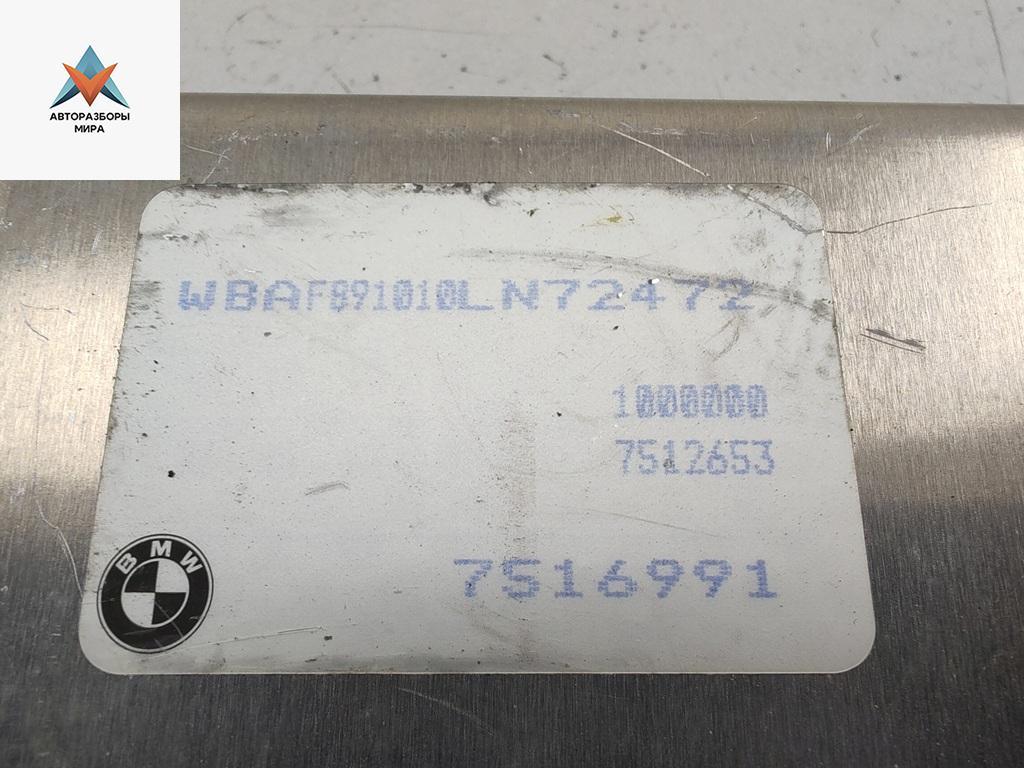 АВТОРАЗБОРЫ
МИРА
WBAF891010LN72472
1000000
7512653
BMW
7516991